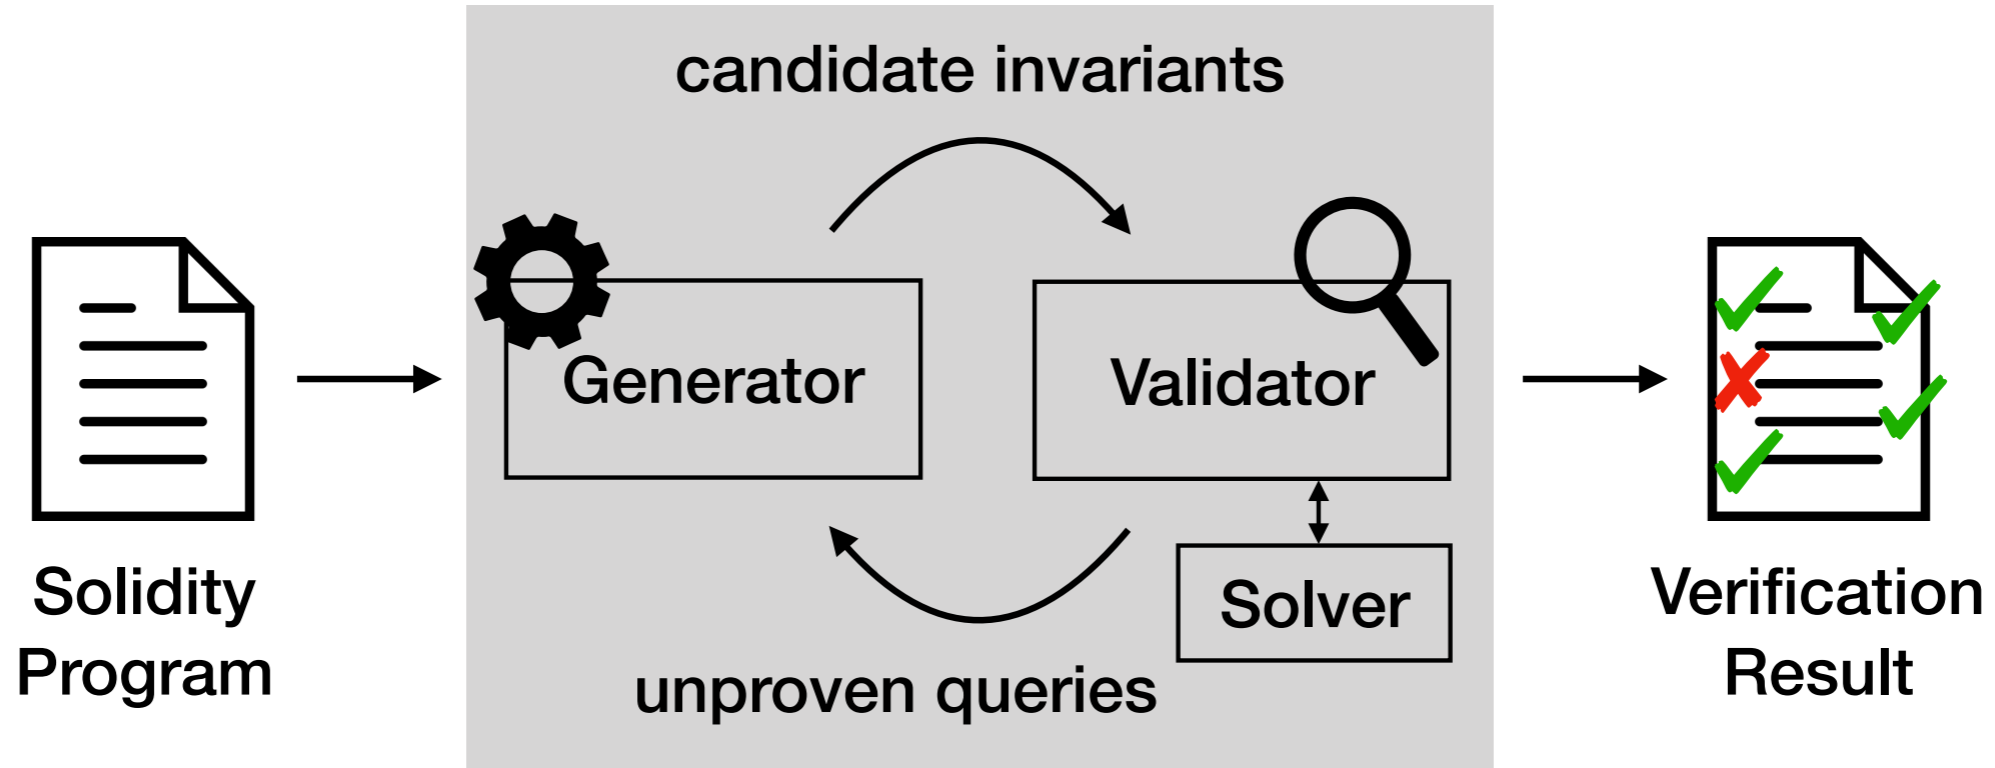 candidate invariants
Generator
Validator
Solver
unproven queries
Solidity
Program
Verification
Result